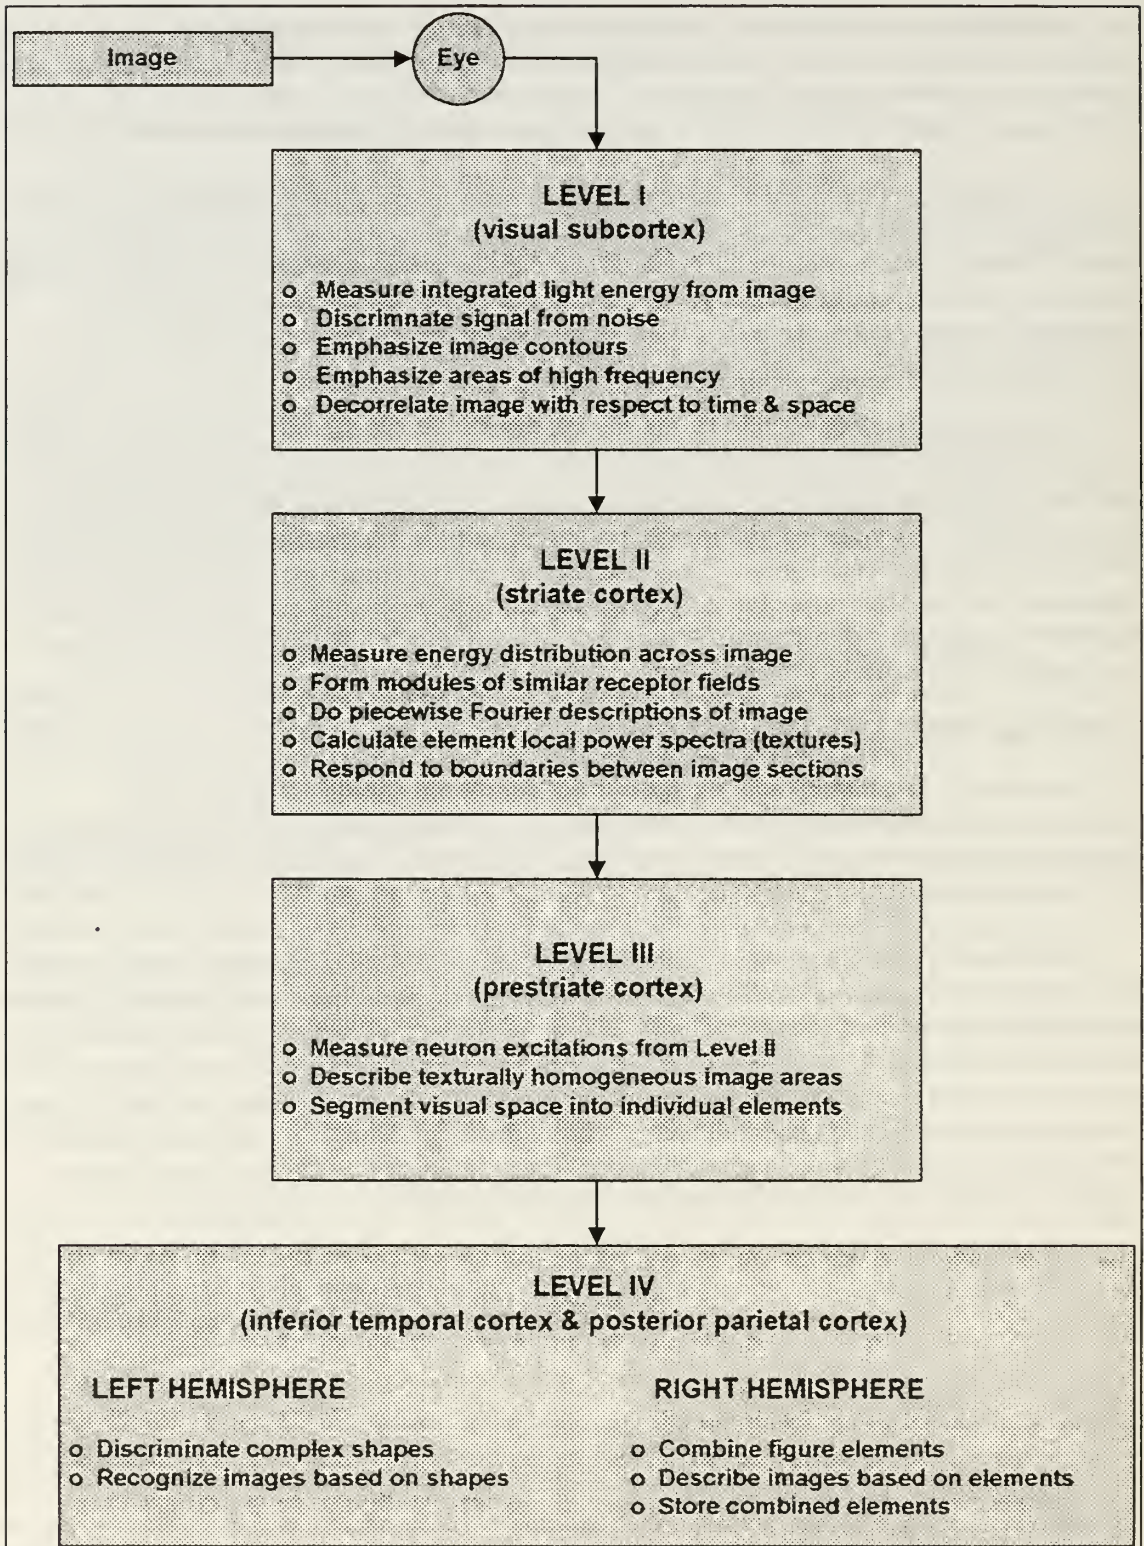 Image
Eye
LEVEL I
(visual subcortex)
o Measure integrated light energy from image
o Discrimnate signal from noise
o Emphasize image contours
o Emphasize areas of high frequency
o Decorrelate image with respect to time & space
LEVEL II
(striate cortex)
o Measure energy distribution across image
o Form modules of similar receptor fields
o Do piecewise Fourier descriptions of image
o Calculate element local power spectra (textures)
o Respond to boundaries between image sections
LEVEL III
(prestriate cortex)
o Measure neuron excitations from Level II
o Describe texturally homogeneous image areas
o Segment visual space into individual elements
LEVEL IV
(inferior temporal cortex & posterior parietal cortex)
LEFT HEMISPHERE
o Discriminate complex shapes
o Recognize images based on shapes
RIGHT HEMISPHERE
o Combine figure elements
o Describe images based on elements
o Store combined elements